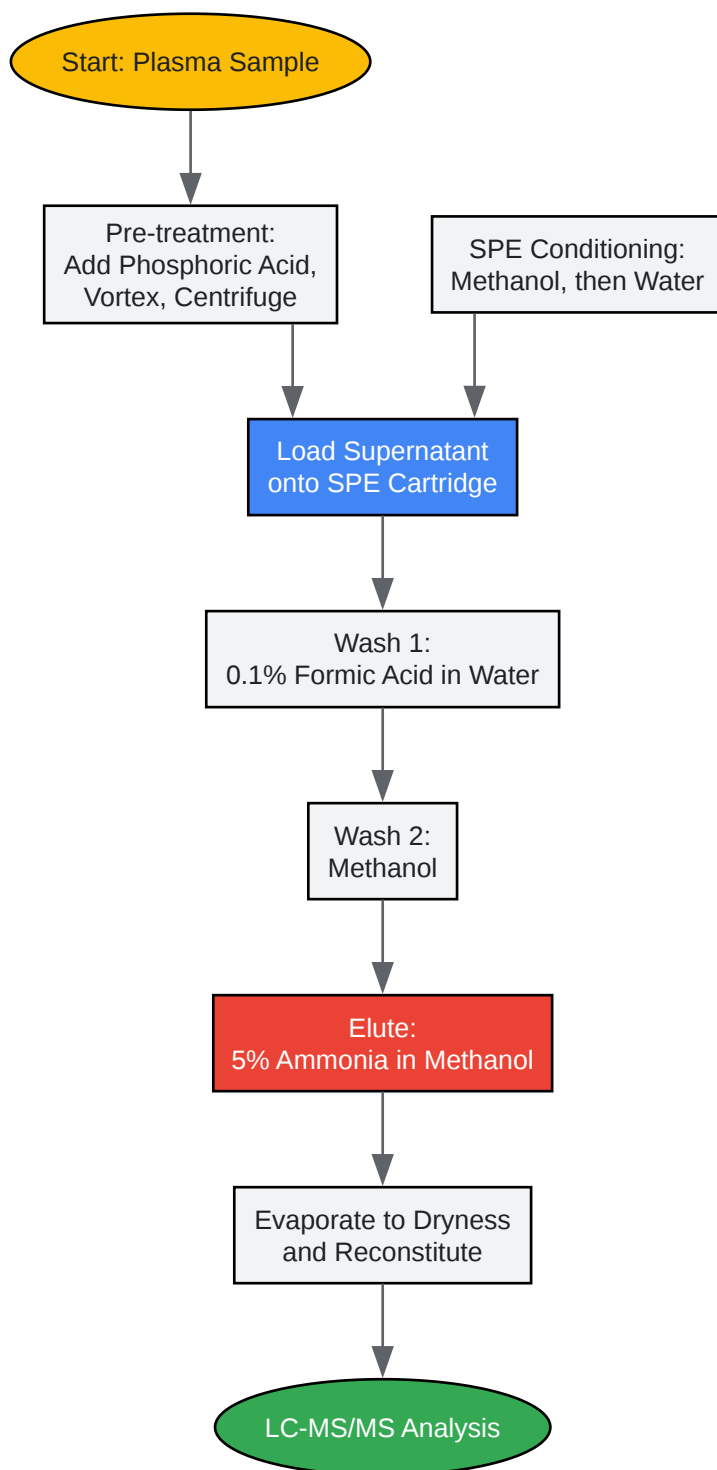 Start: Plasma Sample
Pre-treatment:
Add Phosphoric Acid,
Vortex, Centrifuge
SPE Conditioning:
Methanol, then Water
Load Supernatant
onto SPE Cartridge
Wash 1:
0.1% Formic Acid in Water
Wash 2:
Methanol
Elute:
5% Ammonia in Methanol
Evaporate to Dryness
and Reconstitute
LC-MS/MS Analysis